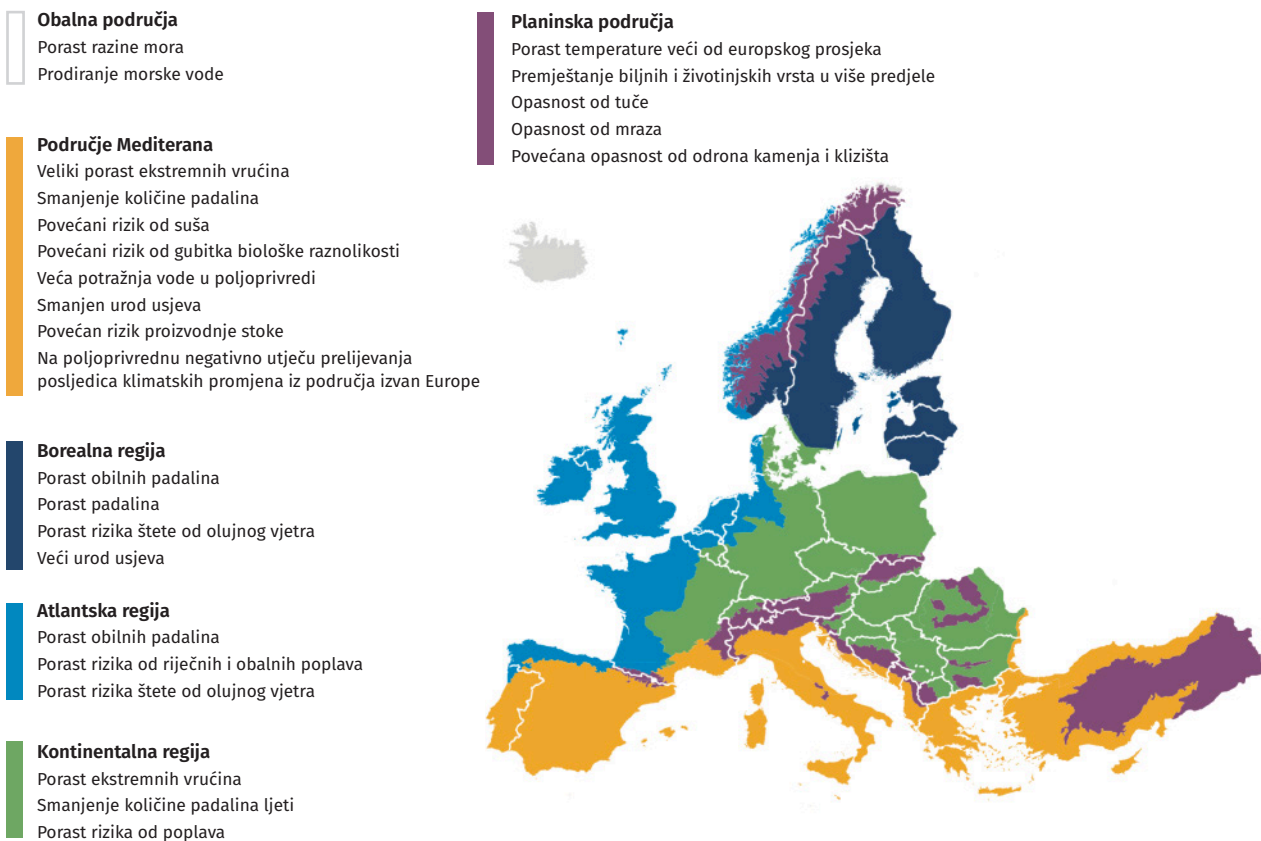 Obalna područja
Porast razine mora
Prodiranje morske vode
Područje Mediterana
Veliki porast ekstremnih vrućina
Smanjenje količine padalina
Povećani rizik od suša
Povećani rizik od gubitka biološke raznolikosti
Veća potražnja vode u poljoprivredi
Smanjen urod usjeva
Povećan rizik proizvodnje stoke
Na poljoprivrednu negativno utječu prelijevanja
posljedica klimatskih promjena iz područja izvan Europe
Borealna regija
Porast obilnih padalina
Porast padalina
Porast rizika štete od olujnog vjetra
Veći urod usjeva
Atlantska regija
Porast obilnih padalina
Porast rizika od riječnih i obalnih poplava
Porast rizika štete od olujnog vjetra
Kontinentalna regija
Porast ekstremnih vrućina
Smanjenje količine padalina ljeti
Porast rizika od poplava
Planinska područja
Porast temperature veći od europskog prosjeka
Premještanje biljnih i životinjskih vrsta u više predjele
Opasnost od tuče
Opasnost od mraza
Povećana opasnost od odrona kamenja i klizišta